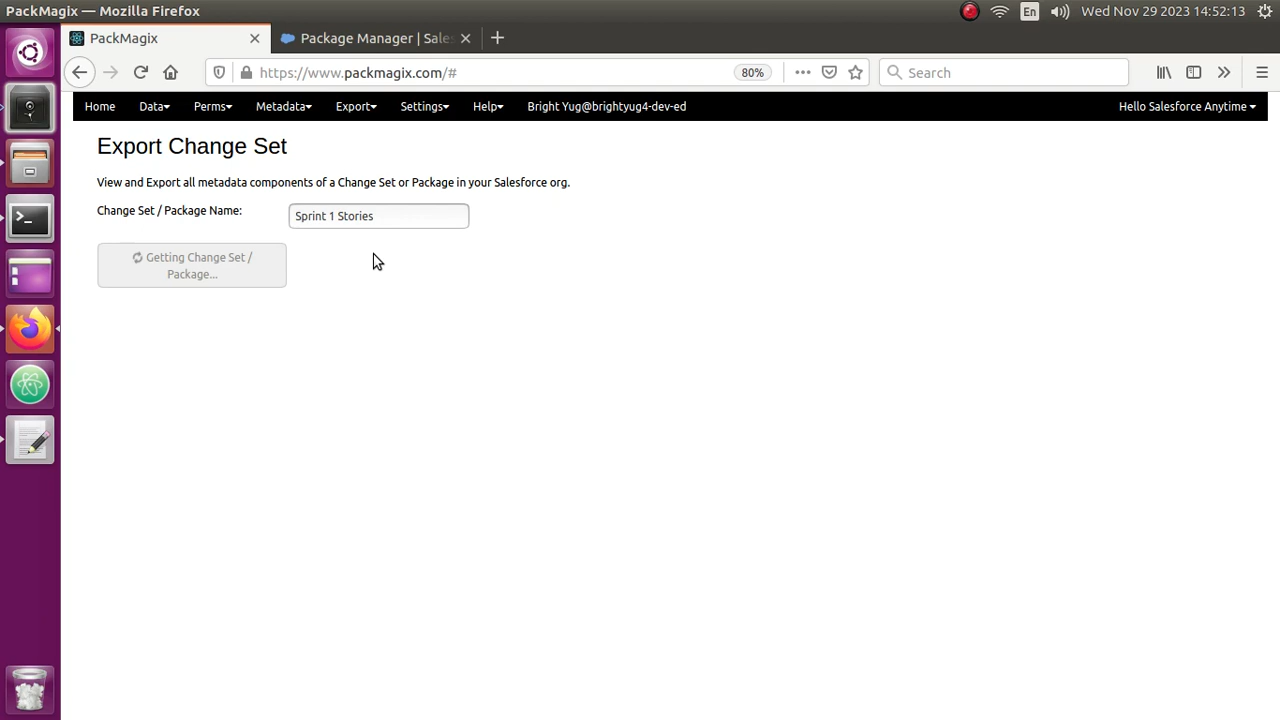 PackMagix — Mozilla Firefox
En
Wed Nov 29 2023 14:52:13
PackMagix
Package Manager | Sale
https://www.packmagix.com/#
80%
Search
Home Data Perms Metadata Export Settings Help Bright Yug@brightyug4-dev-ed Hello Salesforce Anytime
Export Change Set
View and Export all metadata components of a Change Set or Package in your Salesforce org.
Change Set / Package Name:
Sprint 1 Stories
Getting Change Set /
Package...